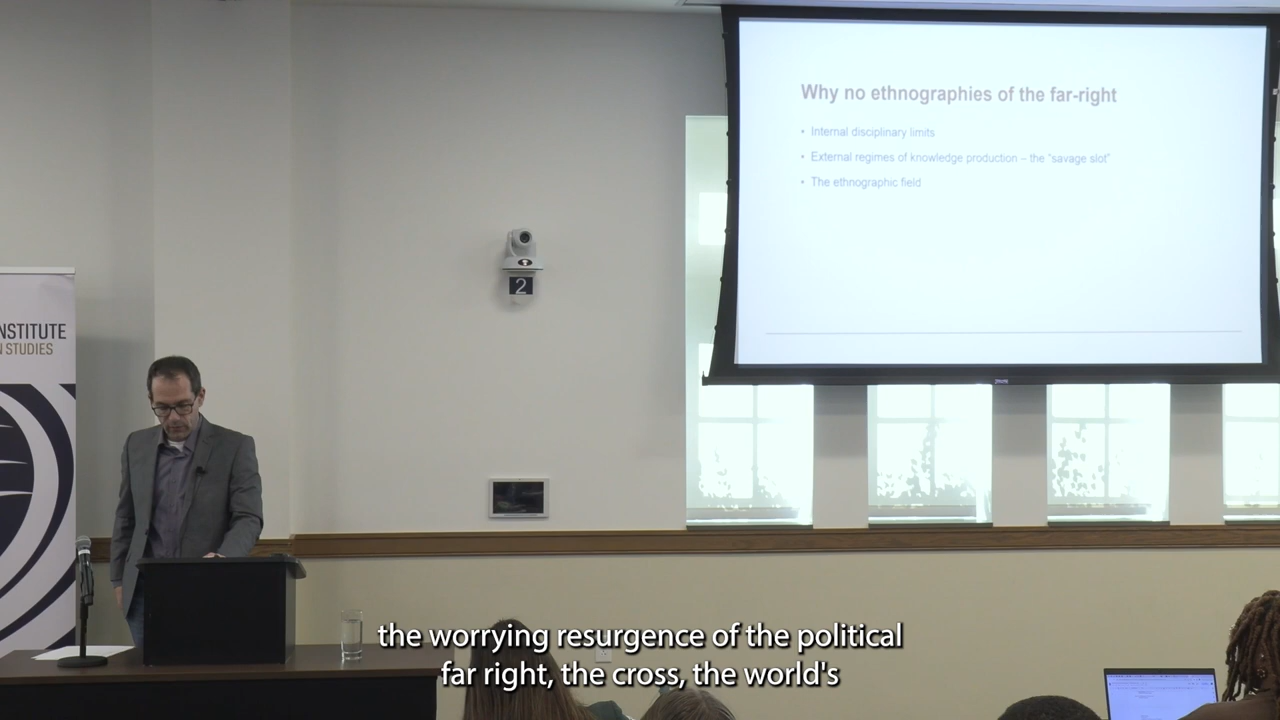 Why no ethnographies of the far-right
• Internal disciplinary limits
• External regimes of knowledge production – the "savage slot"
• The ethnographic field
2
NSTITUTE
N STUDIES
the worrying resurgence of the political
far right, the cross, the world's